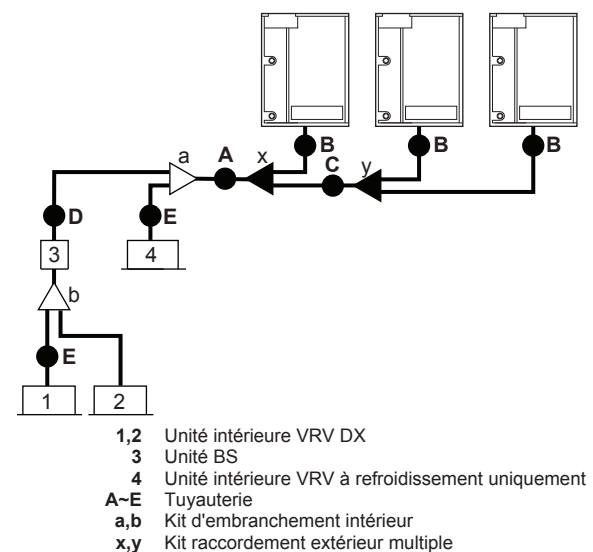 B
B
B
a
A
x
C
y
D
E
3
4
b
E
1
2
1,2 Unité intérieure VRV DX
3 Unité BS
4 Unité intérieure VRV à refroidissement uniquement
A~E Tuyauterie
a,b Kit d'embranchement intérieur
x,y Kit raccordement extérieur multiple